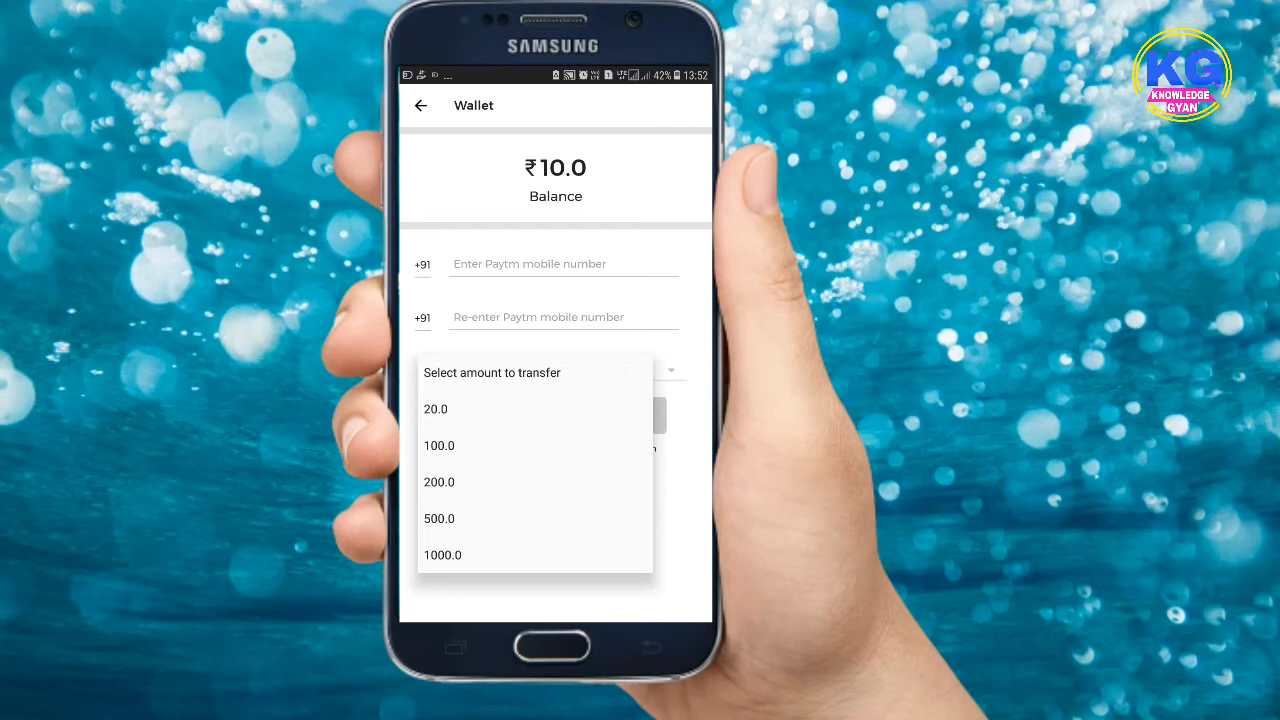 SAMSUNG
42% 13:52
Wallet
₹10.0
Balance
+91 Enter Paytm mobile number
+91 Re-enter Paytm mobile number
Select amount to transfer
20.0
100.0
200.0
500.0
1000.0
KG
KNOWLEDGE
GYAN